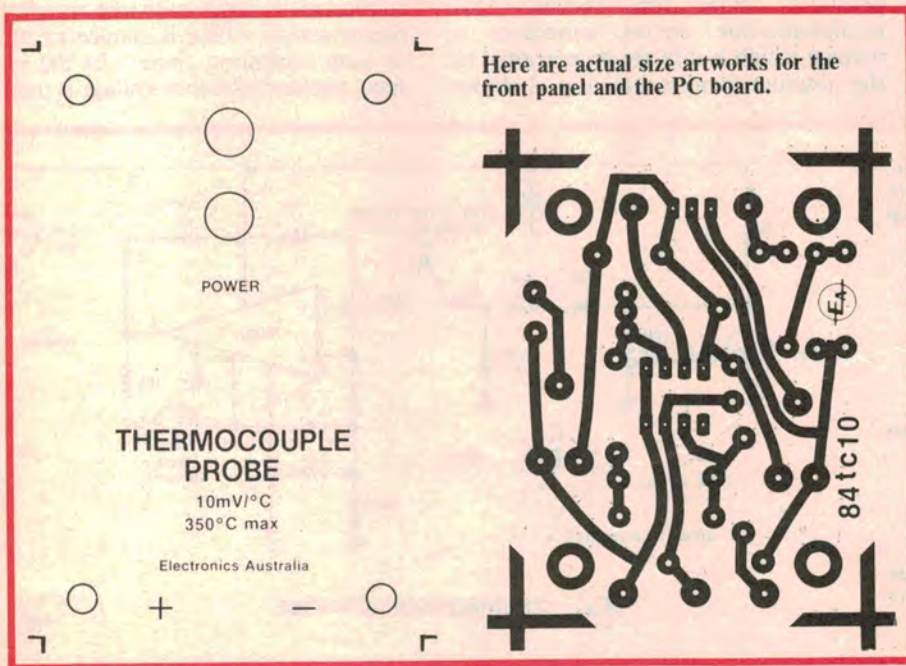 Here are actual size artworks for the
front panel and the PC board.
POWER
THERMOCOUPLE
PROBE
10mV/°C
350°C max
Electronics Australia
+ −
EA
84tc10